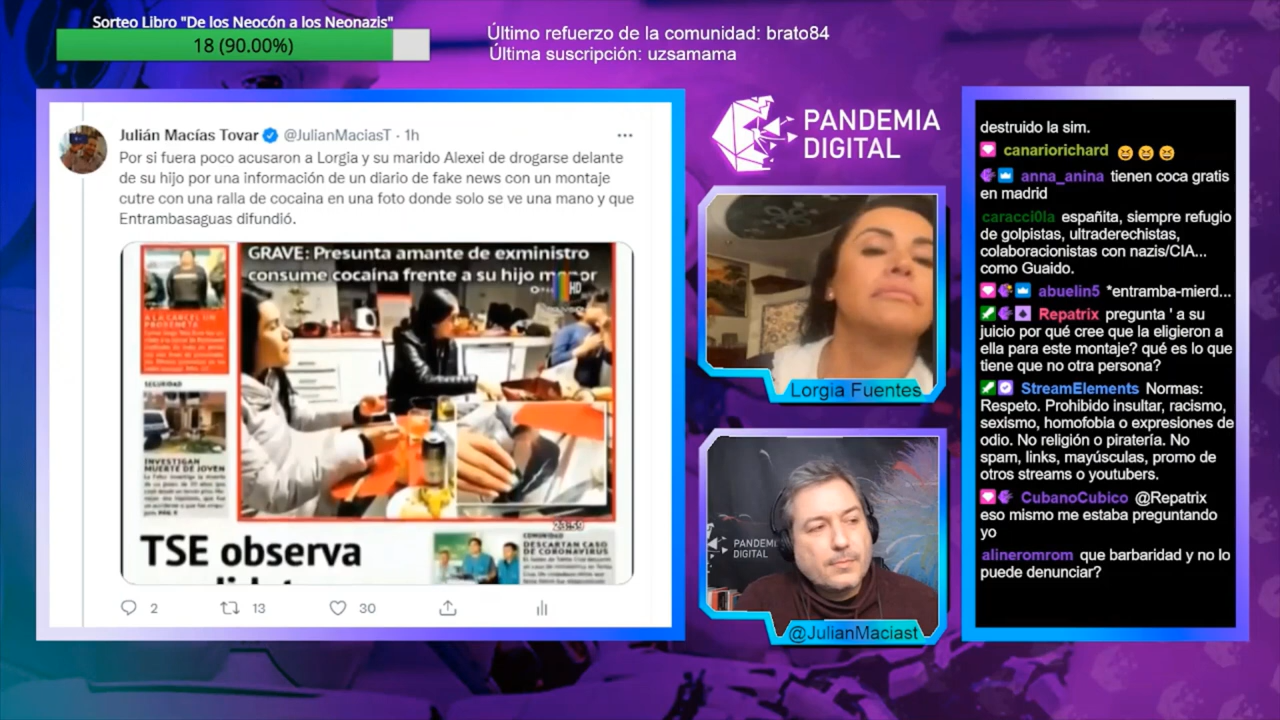 Sorteo Libro "De los Neocón a los Neonazis"
18 (90.00%)
Último refuerzo de la comunidad: brato84
Última suscripción: uzsamama
Julián Macías Tovar @JulianMaciasT · 1h
Por si fuera poco acusaron a Lorgia y su marido Alexei de drogarse delante
de su hijo por una información de un diario de fake news con un montaje
cutre con una ralla de cocaina en una foto donde solo se ve una mano y que
Entrambasaguas difundió.
GRAVE: Presunta amante de exministro
consume cocaína frente a su hijo menor
HD
A LA CARCEL UN
SEGURIDAD
INVESTIGAN
MUERTE DE JOVEN
TSE observa
COMUNIDAD
DESCARTAN CASO
DE CORONAVIRUS
2
13
30
PANDEMIA
DIGITAL
Lorgia Fuentes
PANDEMI
DIGITAL
@JulianMaciast
destruido la sim.
canariorichard
anna_anina tienen coca gratis
en madrid
caracci0la españita, siempre refugio
de golpistas, ultraderechistas,
colaboracionistas con nazis/CIA...
como Guaido.
abuelin5 *entramba-mierd...
Repatrix pregunta ' a su
juicio por qué cree que la eligieron a
ella para este montaje? qué es lo que
tiene que no otra persona?
StreamElements Normas:
Respeto. Prohibido insultar, racismo,
sexismo, homofobia o expresiones de
odio. No religión o piratería. No
spam, links, mayúsculas, promo de
otros streams o youtubers.
CubanoCubico @Repatrix
eso mismo me estaba preguntando
yo
alineromrom que barbaridad y no lo
puede denunciar?